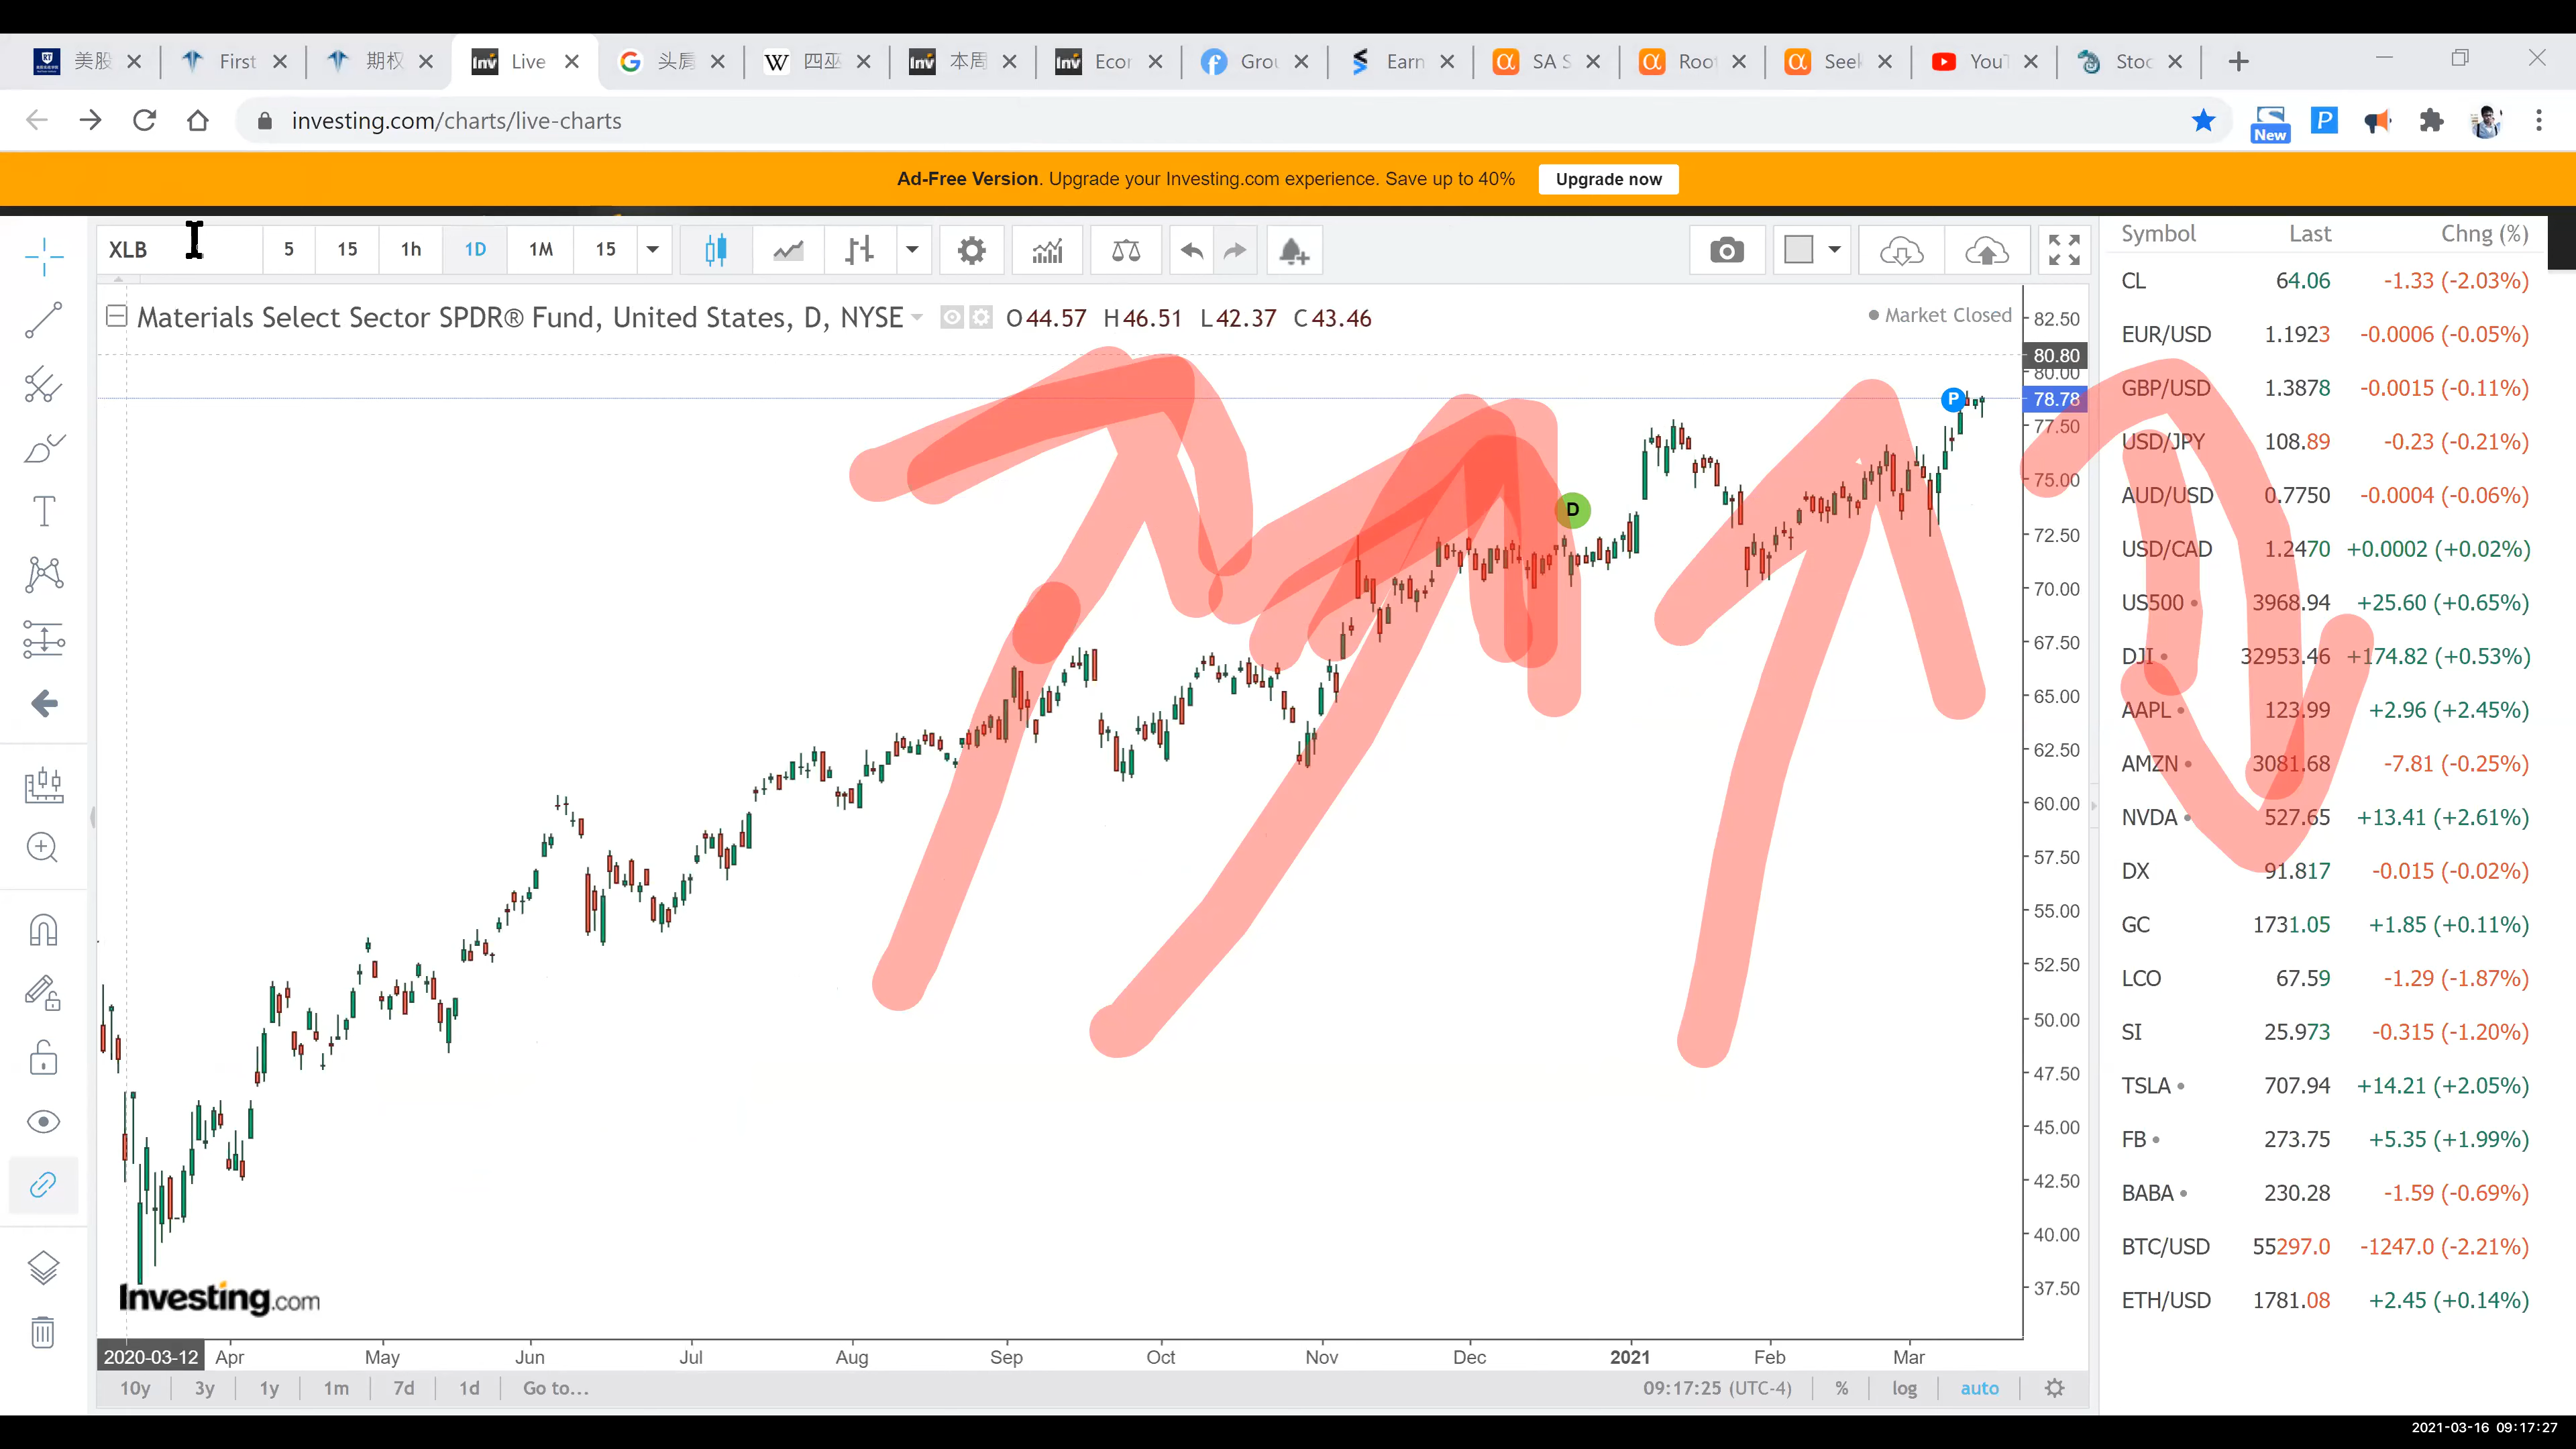 美股 First 期权 Live 头肩 四巫 本周 Econ Grou Earn SA S Root Seek YouT Stoc
investing.com/charts/live-charts
New
Ad-Free Version. Upgrade your Investing.com experience. Save up to 40% Upgrade now
XLB 5 15 1h 1D 1M 15
Materials Select Sector SPDR® Fund, United States, D, NYSE O44.57 H46.51 L42.37 C43.46
Market Closed
82.50
80.80
80.00
78.78
77.50
75.00
72.50
70.00
67.50
65.00
62.50
60.00
57.50
55.00
52.50
50.00
47.50
45.00
42.50
40.00
37.50
P
D
Investing.com
2020-03-12 Apr May Jun Jul Aug Sep Oct Nov Dec 2021 Feb Mar
10y 3y 1y 1m 7d 1d Go to... 09:17:25 (UTC-4) % log auto
Symbol Last Chng (%)
CL 64.06 -1.33 (-2.03%)
EUR/USD 1.1923 -0.0006 (-0.05%)
GBP/USD 1.3878 -0.0015 (-0.11%)
USD/JPY 108.89 -0.23 (-0.21%)
AUD/USD 0.7750 -0.0004 (-0.06%)
USD/CAD 1.2470 +0.0002 (+0.02%)
US500 3968.94 +25.60 (+0.65%)
DJI 32953.46 +174.82 (+0.53%)
AAPL 123.99 +2.96 (+2.45%)
AMZN 3081.68 -7.81 (-0.25%)
NVDA 527.65 +13.41 (+2.61%)
DX 91.817 -0.015 (-0.02%)
GC 1731.05 +1.85 (+0.11%)
LCO 67.59 -1.29 (-1.87%)
SI 25.973 -0.315 (-1.20%)
TSLA 707.94 +14.21 (+2.05%)
FB 273.75 +5.35 (+1.99%)
BABA 230.28 -1.59 (-0.69%)
BTC/USD 55297.0 -1247.0 (-2.21%)
ETH/USD 1781.08 +2.45 (+0.14%)
2021-03-16 09:17:27